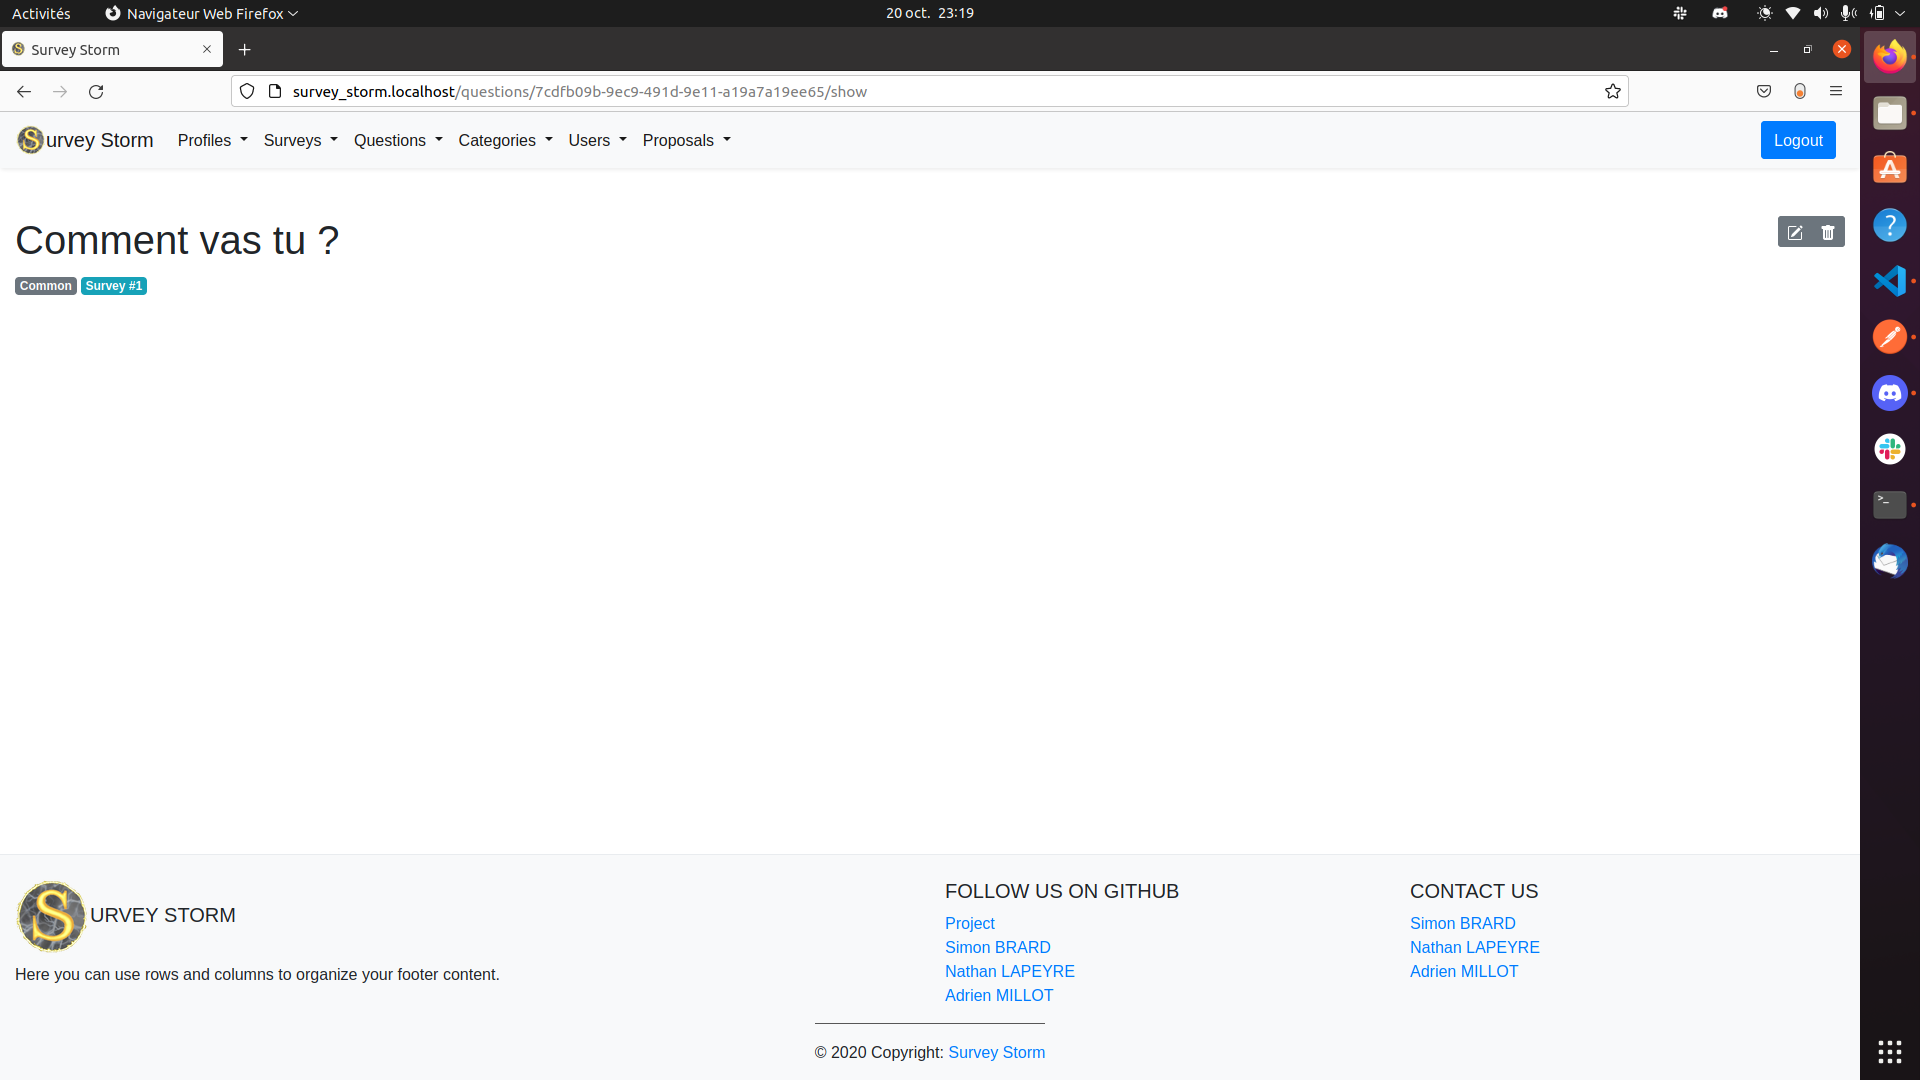 Activités
Navigateur Web Firefox
20 oct. 23:19
Survey Storm
survey_storm.localhost/questions/7cdfb09b-9ec9-491d-9e11-a19a7a19ee65/show
Survey Storm
Profiles
Surveys
Questions
Categories
Users
Proposals
Logout
Comment vas tu ?
Common
Survey #1
SURVEY STORM
Here you can use rows and columns to organize your footer content.
FOLLOW US ON GITHUB
Project
Simon BRARD
Nathan LAPEYRE
Adrien MILLOT
CONTACT US
Simon BRARD
Nathan LAPEYRE
Adrien MILLOT
© 2020 Copyright: Survey Storm